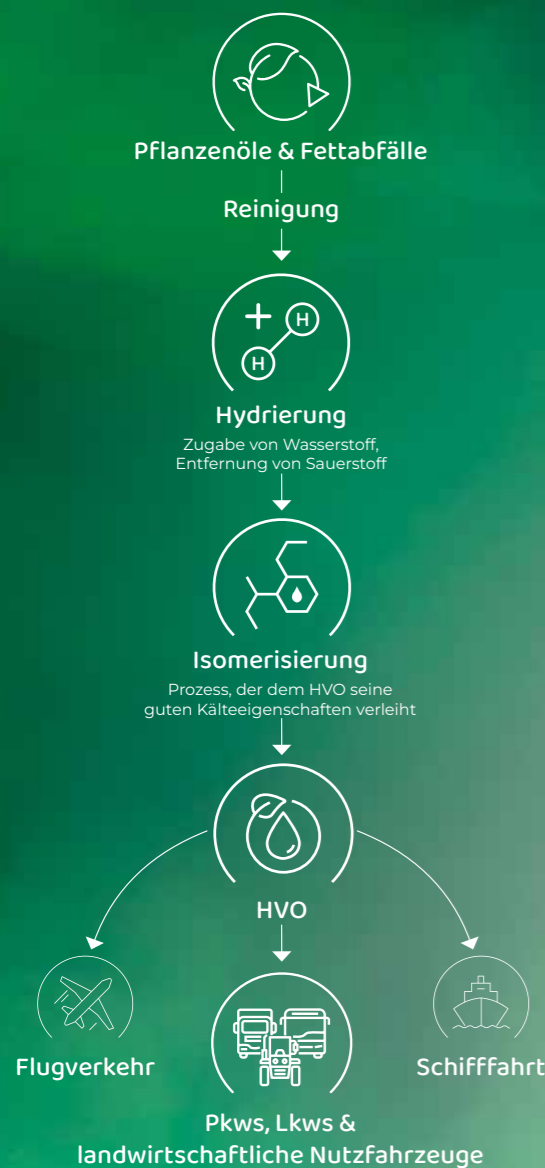 Pflanzenöle & Fettabfälle
Reinigung
+ H
H
Hydrierung
Zugabe von Wasserstoff,
Entfernung von Sauerstoff
Isomerisierung
Prozess, der dem HVO seine
guten Kälteeigenschaften verleiht
HVO
Flugverkehr
Schifffahrt
Pkws, Lkws &
landwirtschaftliche Nutzfahrzeuge